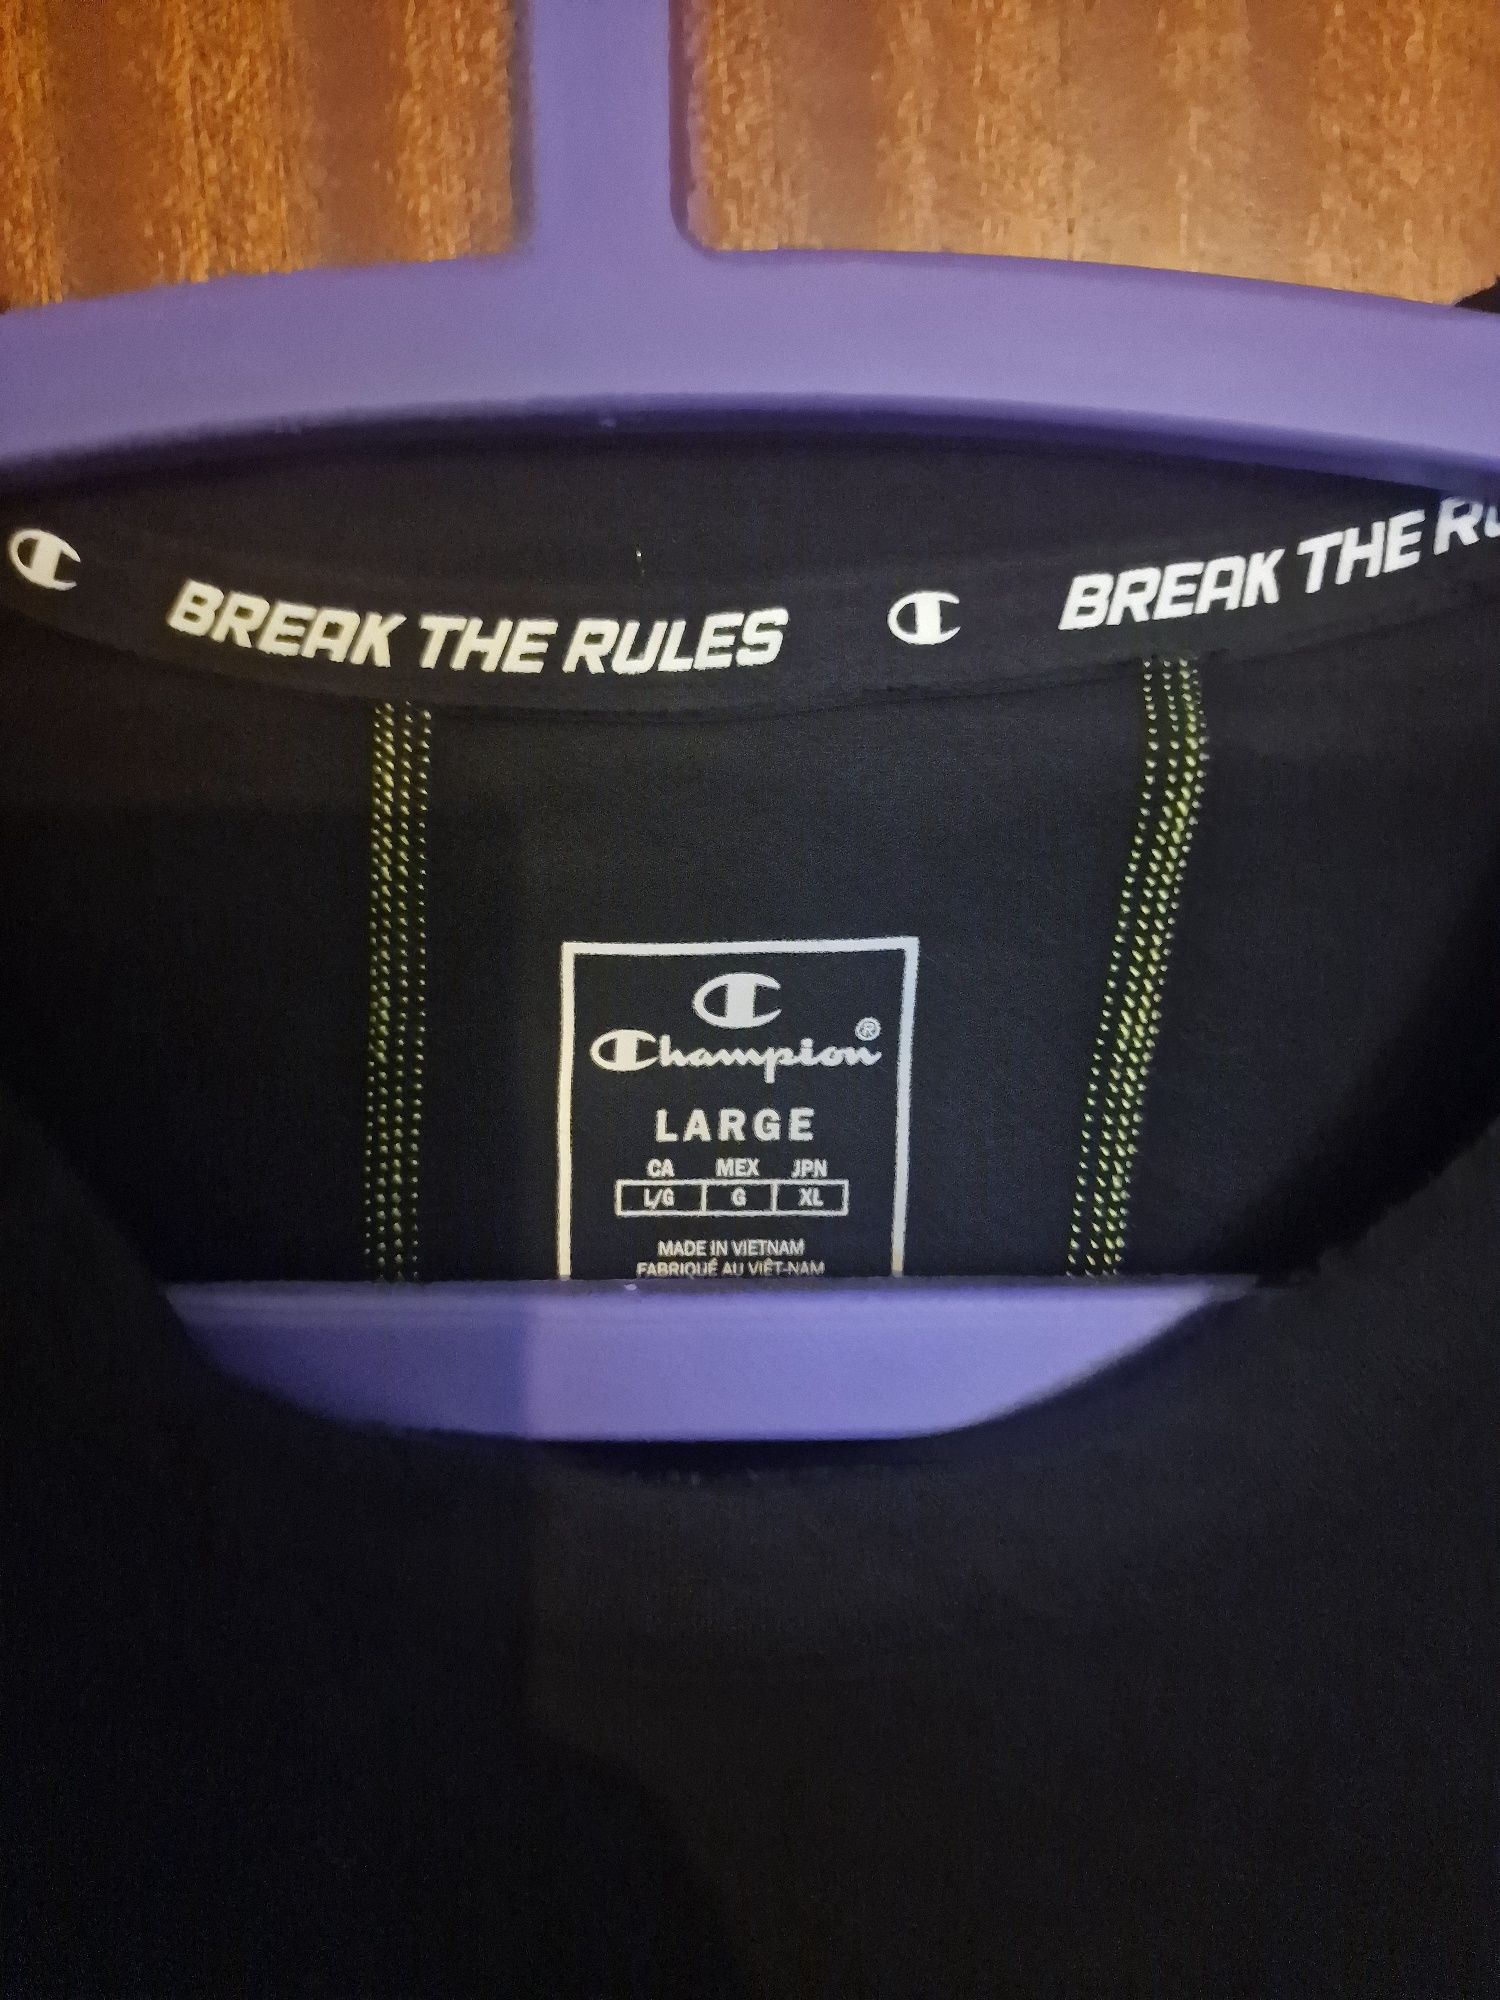 BREAK THE RULES
BREAK THE RU
Champion®
LARGE
CA MEX JPN
L/G G XL
MADE IN VIETNAM
FABRIQUÉ AU VIÊT-NAM